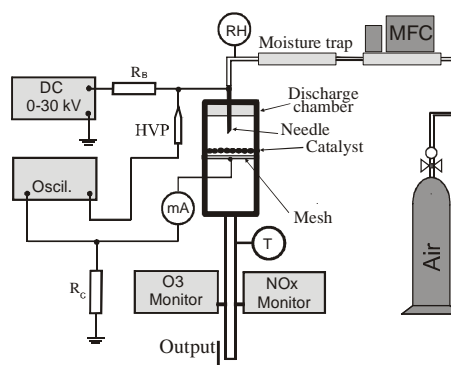 RH
MFC
Moisture trap
DC
0-30 kV
RB
HVP
Discharge
chamber
Needle
Catalyst
Oscil.
mA
Mesh
T
Air
RG
O3
Monitor
NOx
Monitor
Output